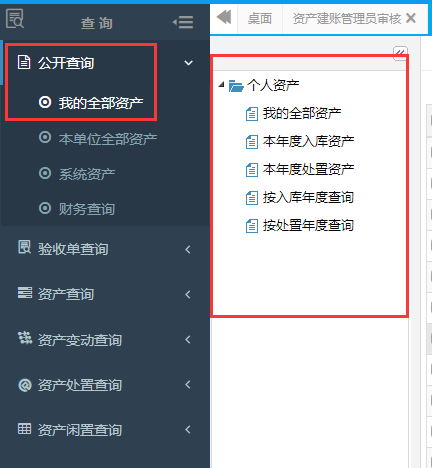 查 询
桌面
资产建账管理员审核
公开查询
我的全部资产
本单位全部资产
系统资产
财务查询
验收单查询
资产查询
资产变动查询
资产处置查询
资产闲置查询
个人资产
我的全部资产
本年度入库资产
本年度处置资产
按入库年度查询
按处置年度查询